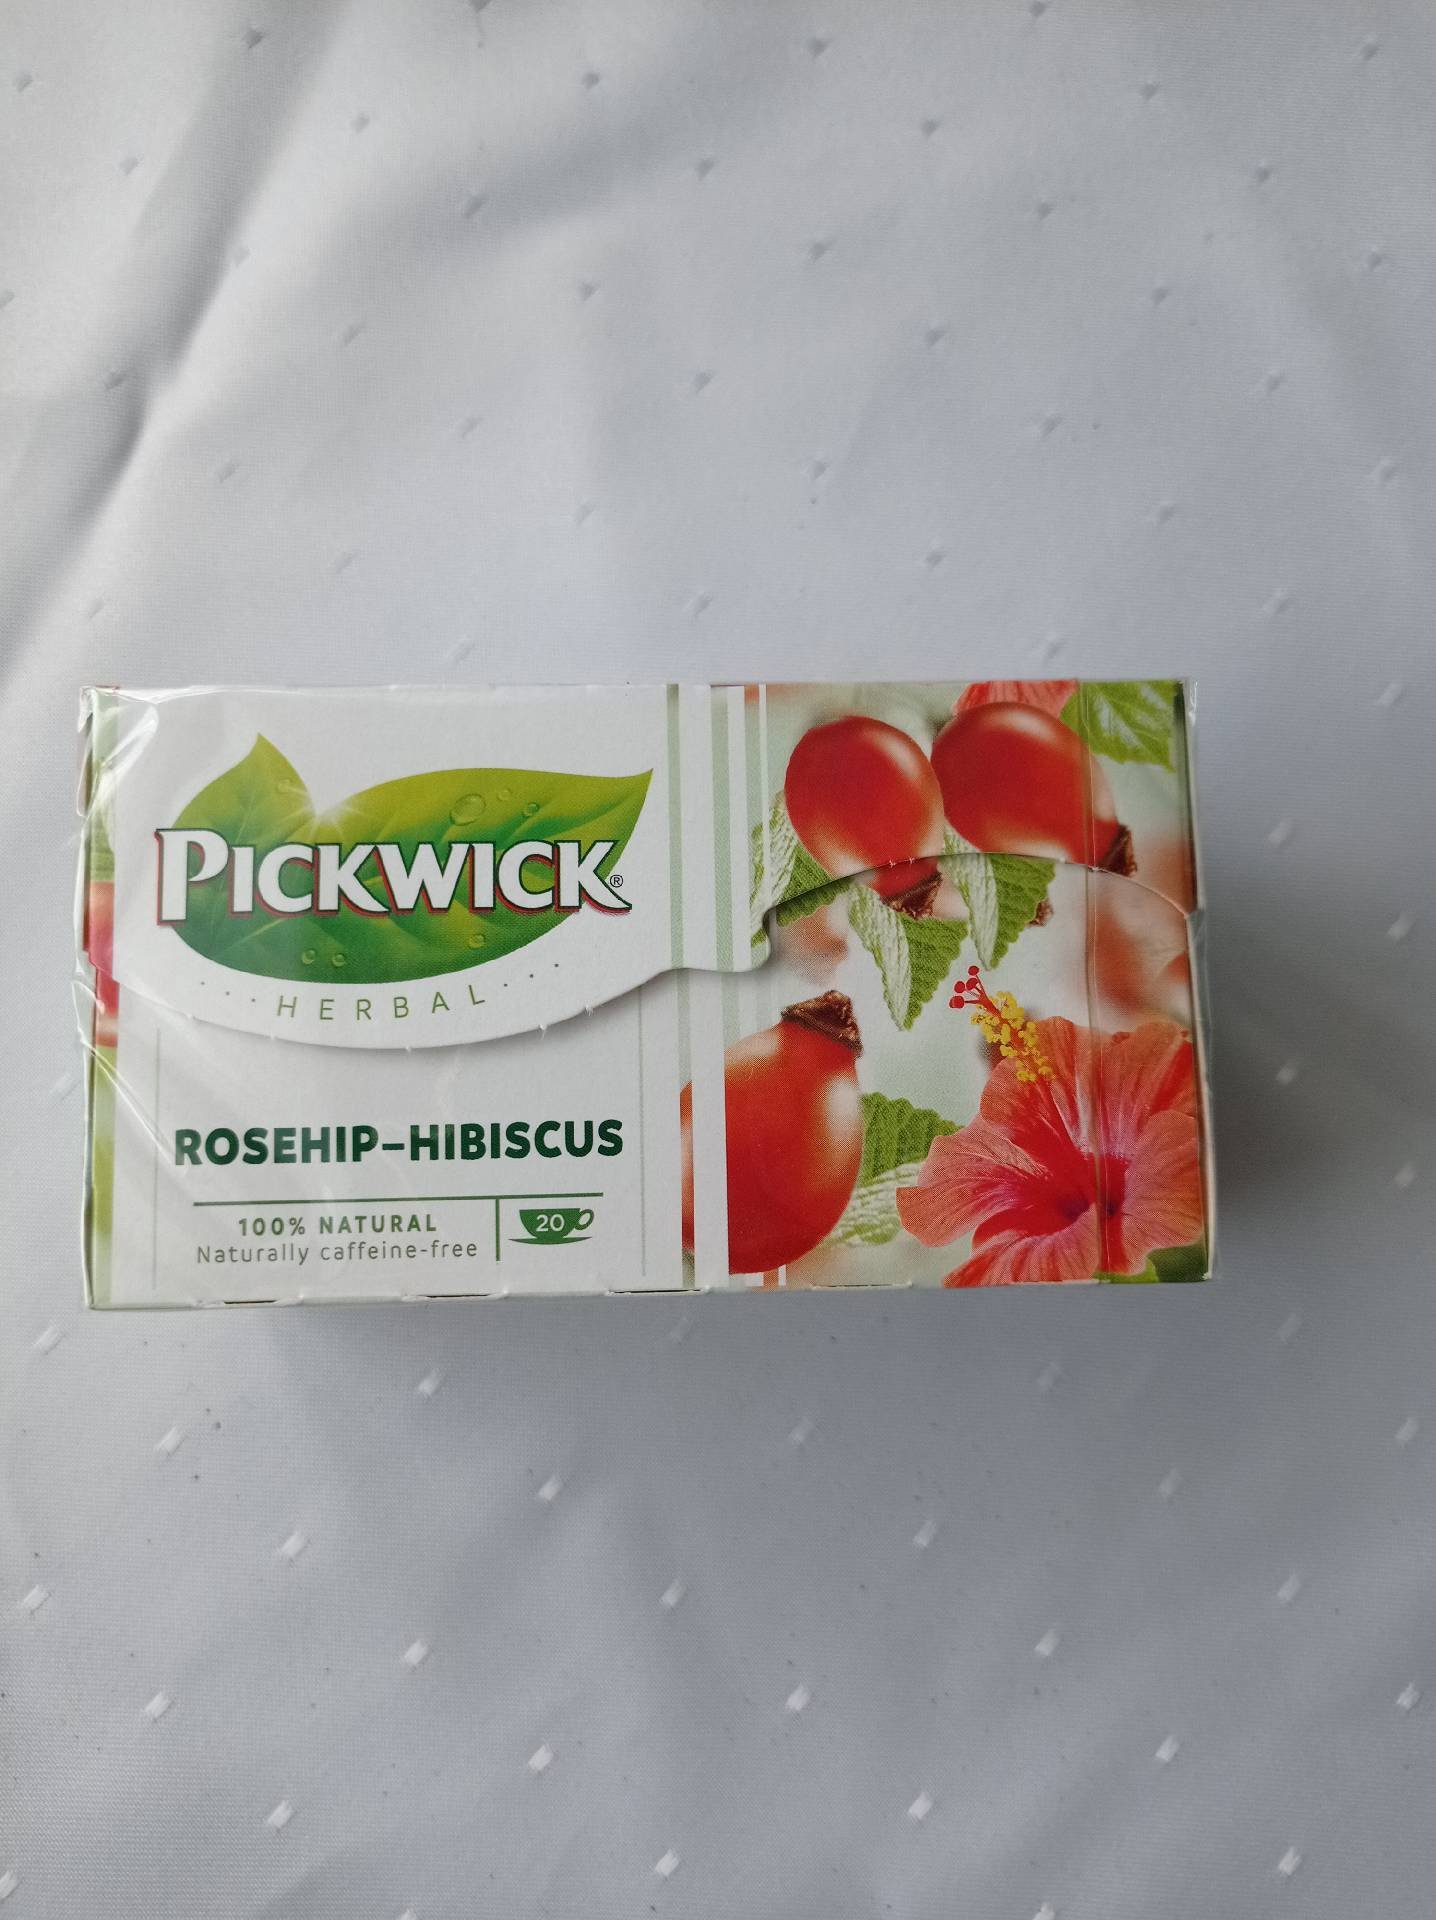 PICKWICK®
HERBAL
ROSEHIP–HIBISCUS
100% NATURAL
Naturally caffeine-free
20